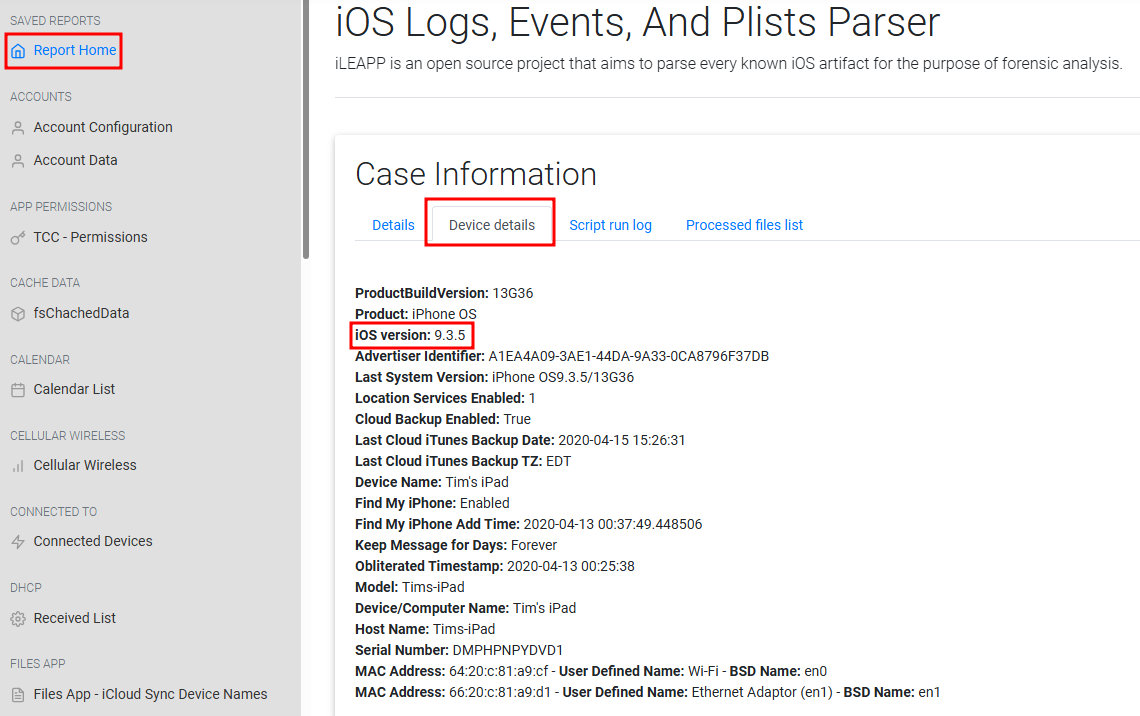 SAVED REPORTS
Report Home
ACCOUNTS
Account Configuration
Account Data
APP PERMISSIONS
TCC - Permissions
CACHE DATA
fsChachedData
CALENDAR
Calendar List
CELLULAR WIRELESS
Cellular Wireless
CONNECTED TO
Connected Devices
DHCP
Received List
FILES APP
Files App - iCloud Sync Device Names
iOS Logs, Events, And Plists Parser
iLEAPP is an open source project that aims to parse every known iOS artifact for the purpose of forensic analysis.
Case Information
Details Device details Script run log Processed files list
ProductBuildVersion: 13G36
Product: iPhone OS
iOS version: 9.3.5
Advertiser Identifier: A1EA4A09-3AE1-44DA-9A33-0CA8796F37DB
Last System Version: iPhone OS9.3.5/13G36
Location Services Enabled: 1
Cloud Backup Enabled: True
Last Cloud iTunes Backup Date: 2020-04-15 15:26:31
Last Cloud iTunes Backup TZ: EDT
Device Name: Tim's iPad
Find My iPhone: Enabled
Find My iPhone Add Time: 2020-04-13 00:37:49.448506
Keep Message for Days: Forever
Obliterated Timestamp: 2020-04-13 00:25:38
Model: Tims-iPad
Device/Computer Name: Tim's iPad
Host Name: Tims-iPad
Serial Number: DMPHPNPYDVD1
MAC Address: 64:20:c:81:a9:cf - User Defined Name: Wi-Fi - BSD Name: en0
MAC Address: 66:20:c:81:a9:d1 - User Defined Name: Ethernet Adaptor (en1) - BSD Name: en1